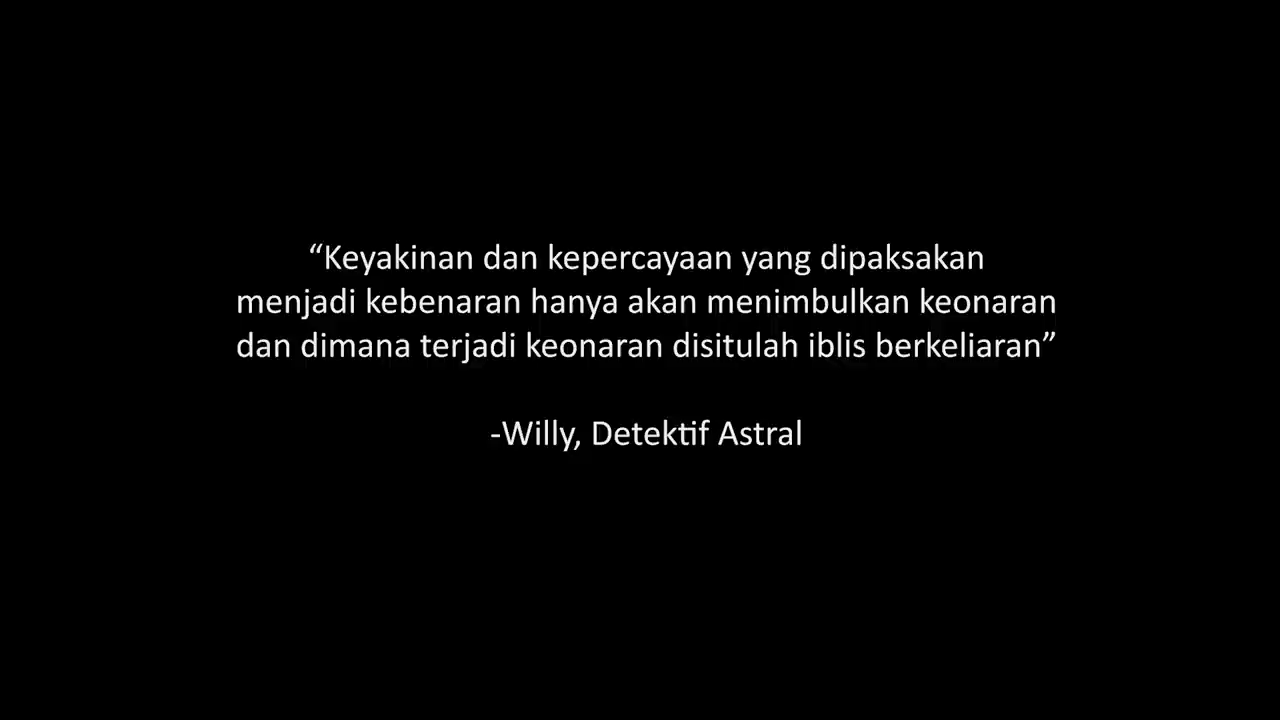 “Keyakinan dan kepercayaan yang dipaksakan
menjadi kebenaran hanya akan menimbulkan keonaran
dan dimana terjadi keonaran disitulah iblis berkeliaran”
-Willy, Detektif Astral